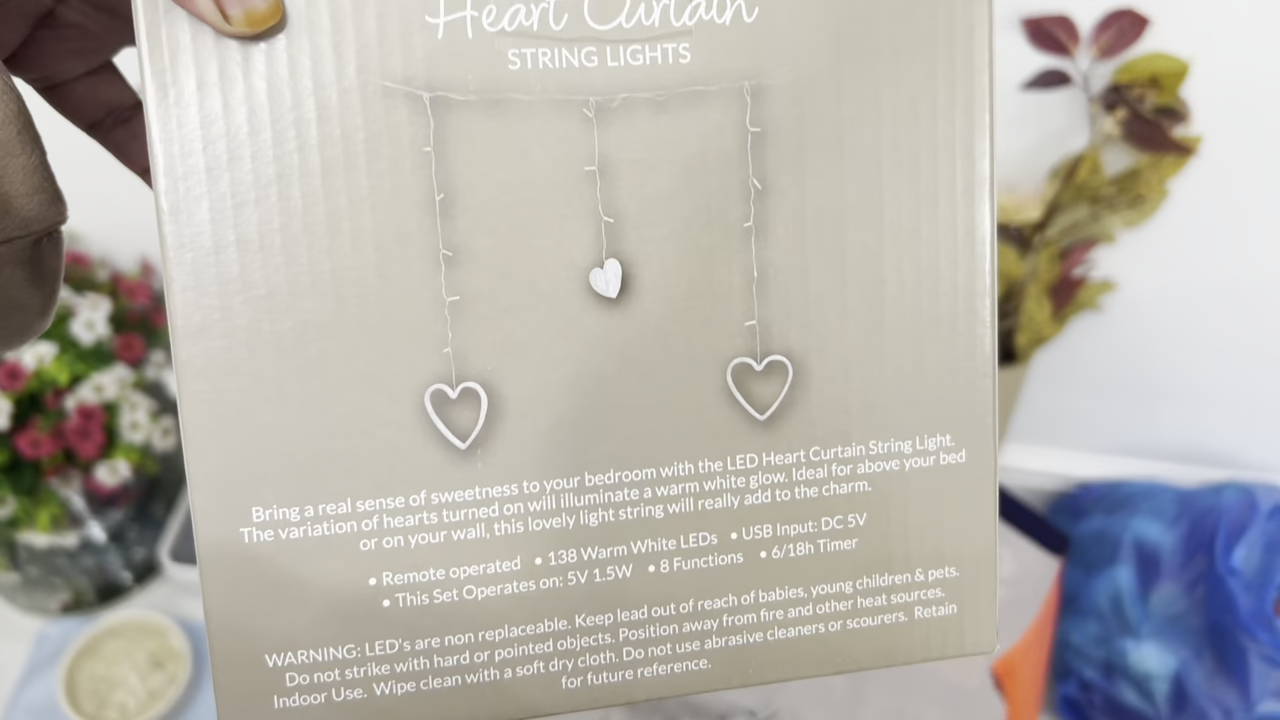 Heart Curtain
STRING LIGHTS
Bring a real sense of sweetness to your bedroom with the LED Heart Curtain String Light.
The variation of hearts turned on will illuminate a warm white glow. Ideal for above your bed
or on your wall, this lovely light string will really add to the charm.
• Remote operated • 138 Warm White LEDs • USB Input: DC 5V
• This Set Operates on: 5V 1.5W • 8 Functions • 6/18h Timer
WARNING: LED's are non replaceable. Keep lead out of reach of babies, young children & pets.
Do not strike with hard or pointed objects. Position away from fire and other heat sources.
Indoor Use. Wipe clean with a soft dry cloth. Do not use abrasive cleaners or scourers. Retain
for future reference.